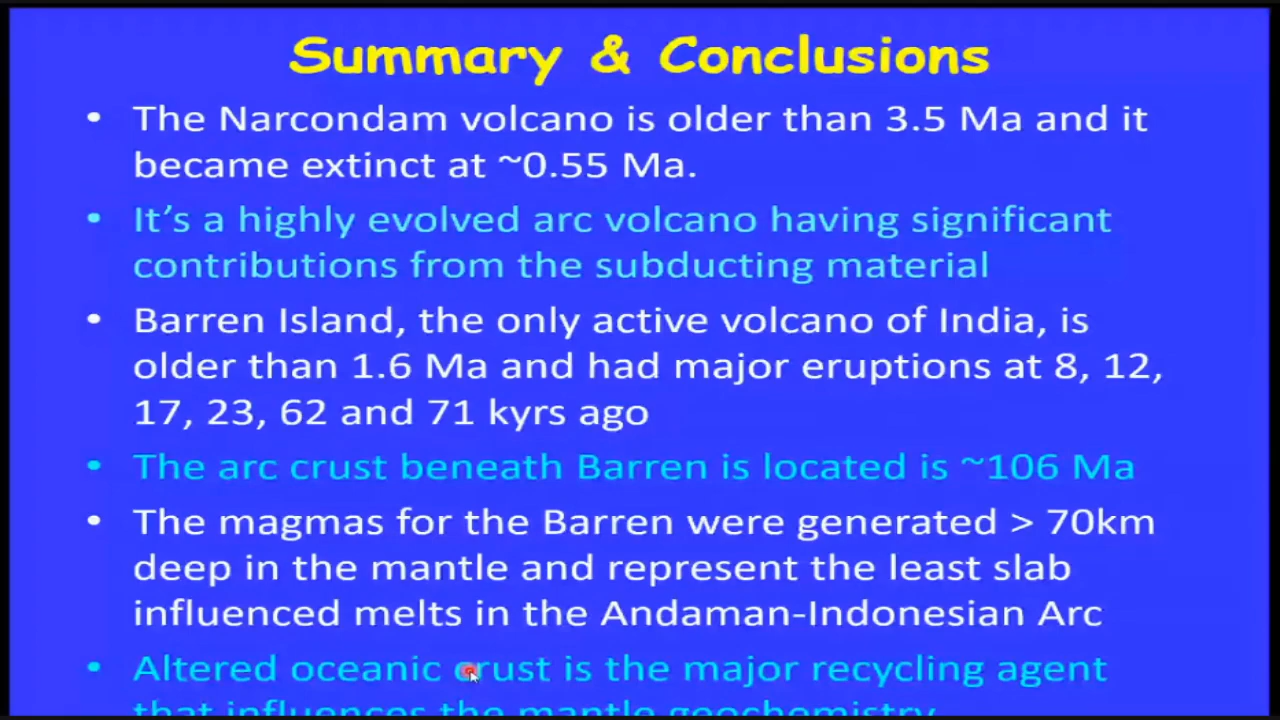 Summary & Conclusions
• The Narcondam volcano is older than 3.5 Ma and it
became extinct at ~0.55 Ma.
• It’s a highly evolved arc volcano having significant
contributions from the subducting material
• Barren Island, the only active volcano of India, is
older than 1.6 Ma and had major eruptions at 8, 12,
17, 23, 62 and 71 kyrs ago
• The arc crust beneath Barren is located is ~106 Ma
• The magmas for the Barren were generated > 70km
deep in the mantle and represent the least slab
influenced melts in the Andaman-Indonesian Arc
• Altered oceanic crust is the major recycling agent
that influences the mantle geochemistry